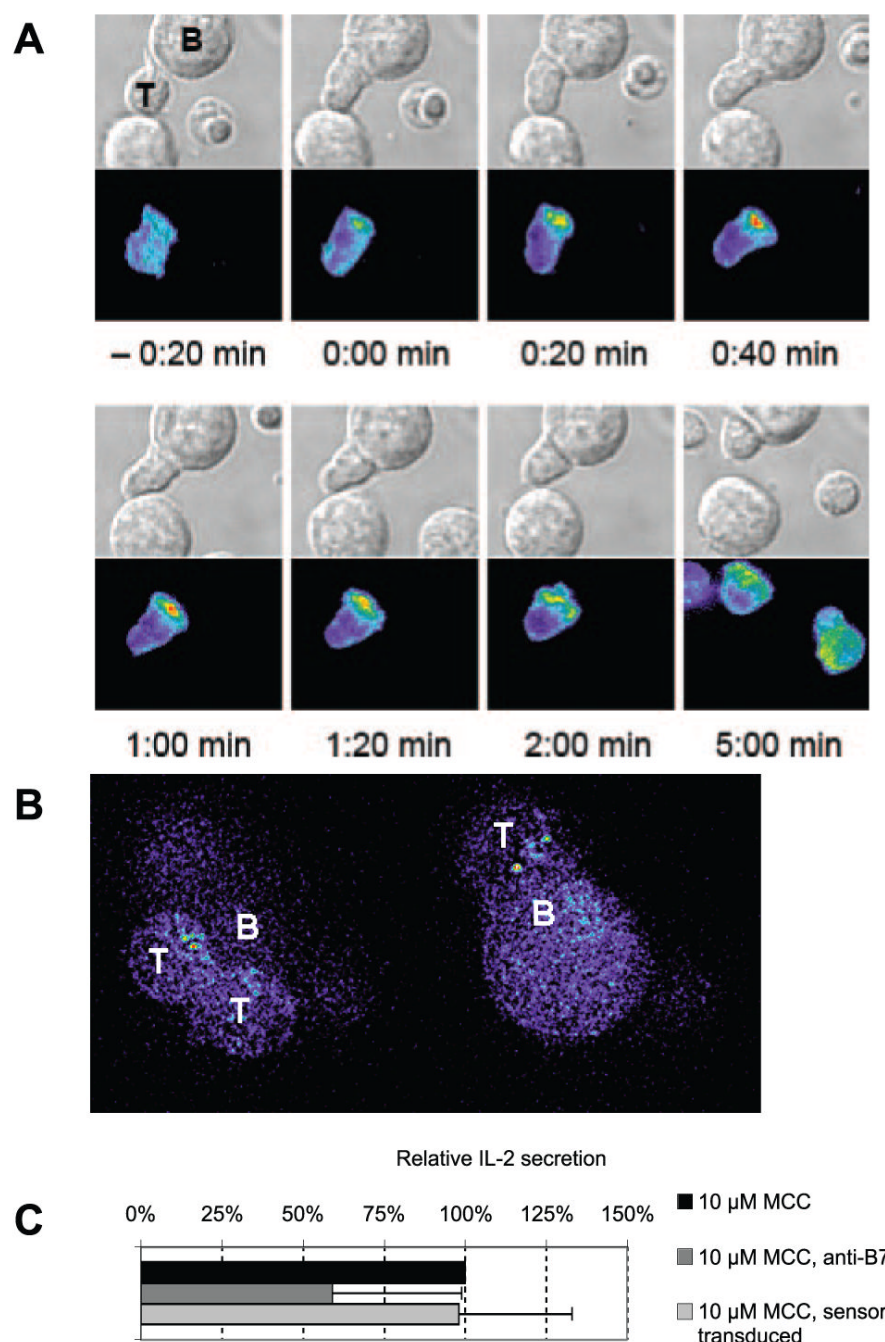 A
B
T
– 0:20 min 0:00 min 0:20 min 0:40 min
1:00 min 1:20 min 2:00 min 5:00 min
B
T
B
B
T
T
Relative IL-2 secretion
C
0% 25% 50% 75% 100% 125% 150%
10 µM MCC
10 µM MCC, anti-B7
10 µM MCC, sensor
transduced